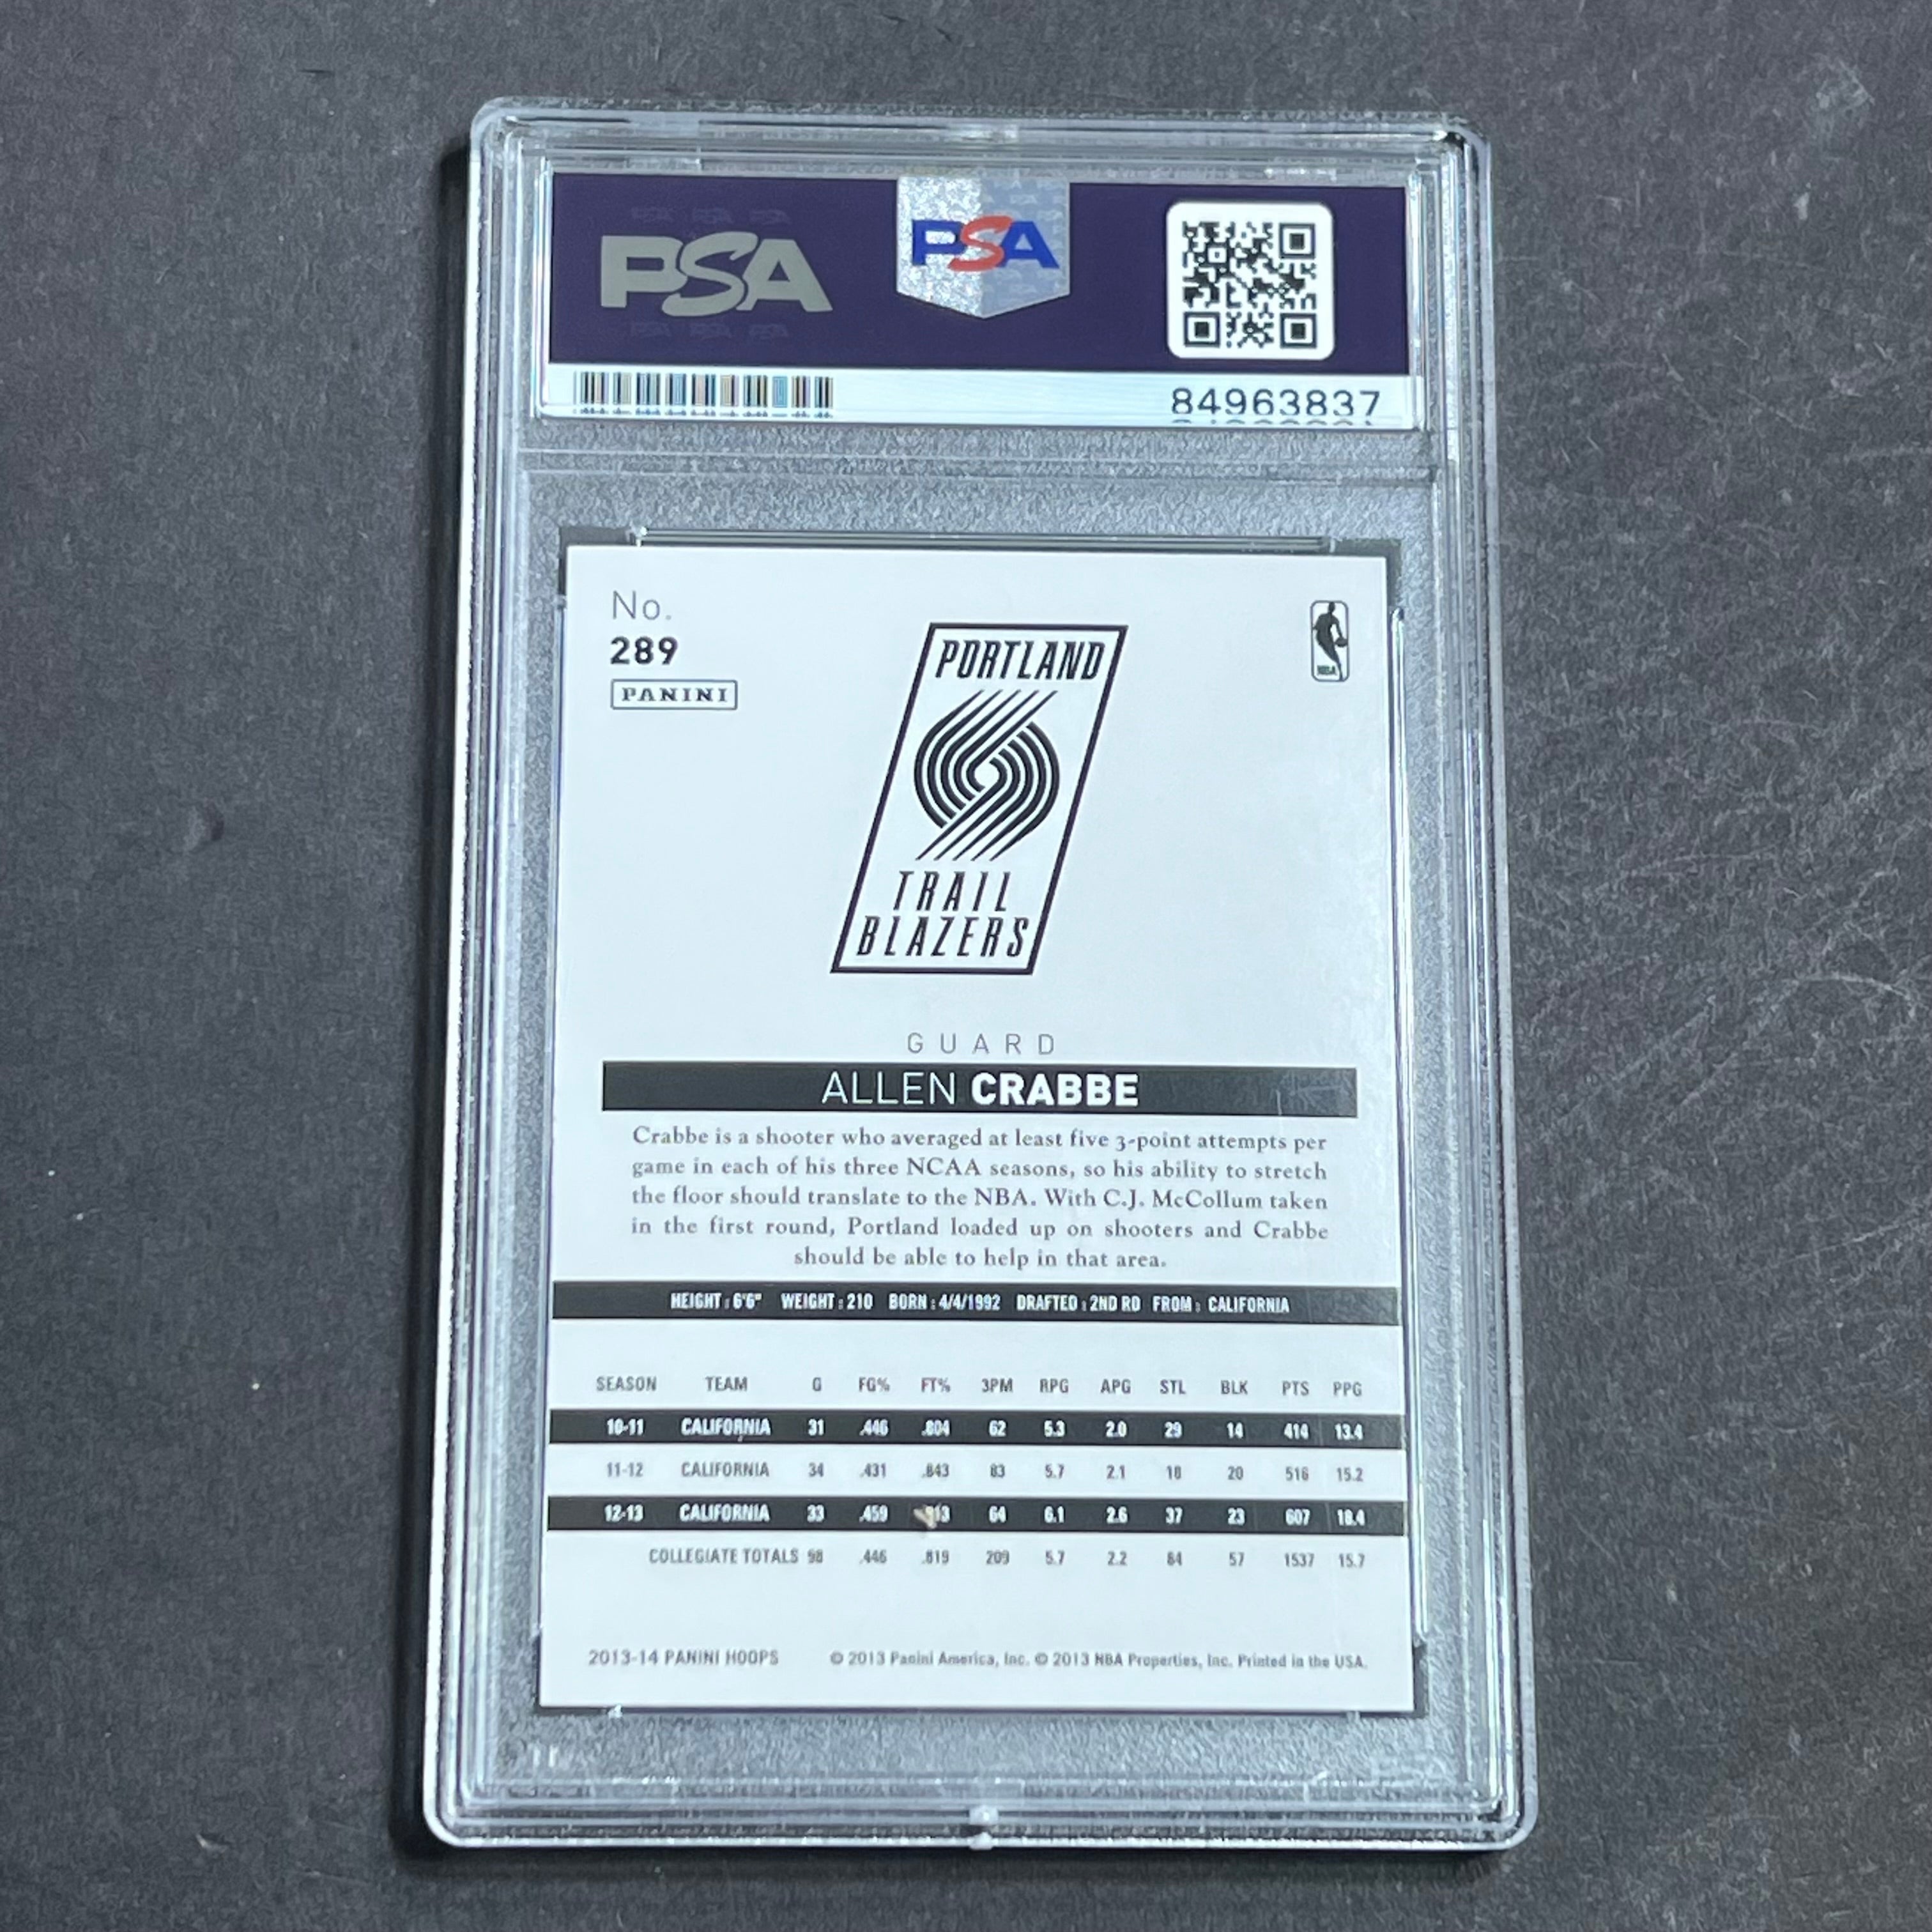 PSA
PSA
84963837
No.
289
PANINI
NBA
PORTLAND
TRAIL
BLAZERS
GUARD
ALLEN CRABBE
Crabbe is a shooter who averaged at least five 3-point attempts per
game in each of his three NCAA seasons, so his ability to stretch
the floor should translate to the NBA. With C.J. McCollum taken
in the first round, Portland loaded up on shooters and Crabbe
should be able to help in that area.
HEIGHT: 6'6" WEIGHT: 210 BORN: 4/4/1992 DRAFTED: 2ND RD FROM: CALIFORNIA
SEASON TEAM G FG% FT% 3PM RPG APG STL BLK PTS PPG
10-11 CALIFORNIA 31 .446 .804 62 5.3 2.0 29 14 414 13.4
11-12 CALIFORNIA 34 .431 .843 83 5.7 2.1 18 20 516 15.2
12-13 CALIFORNIA 33 .459 64 6.1 2.6 37 23 607 18.4
COLLEGIATE TOTALS 98 .446 .819 209 5.7 2.2 84 57 1537 15.7
2013-14 PANINI HOOPS © 2013 Panini America, Inc. © 2013 NBA Properties, Inc. Printed in the USA.